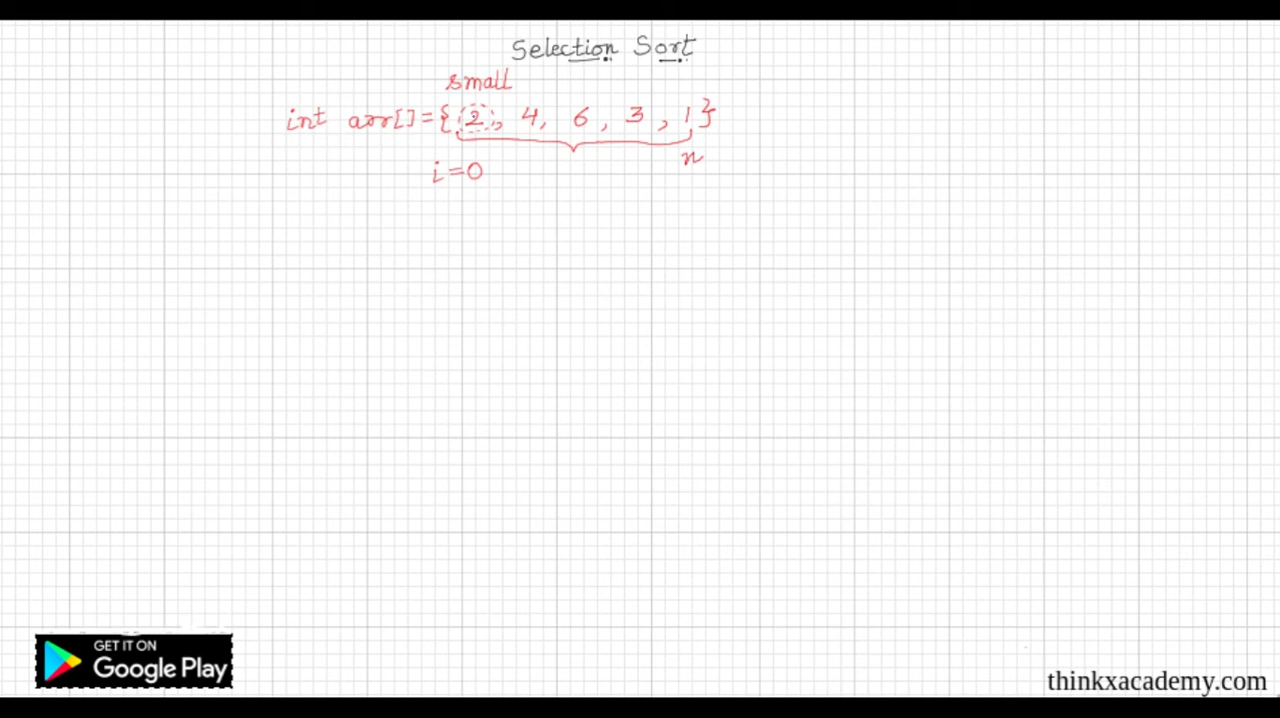 Selection Sort
small
int arr[]={2, 4, 6, 3, 1}
n
i=0
GET IT ON
Google Play
thinkxacademy.com